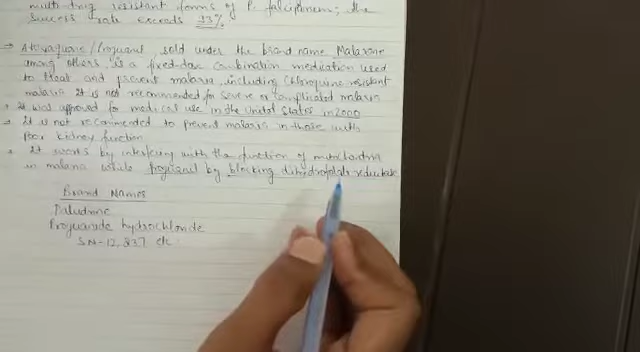 multi-drug resistant forms of P. falciparum; the
success rate exceeds 93%
→ Atovaquone/Proguanil, sold under the brand name Malarone
among others, is a fixed-dose combination medication used
to treat and prevent malaria, including chloroquine resistant
malaria It is not recommended for severe or complicated malaria
• It was approved for medical use in the United States in 2000
→ It is not recommended to prevent malaria in those with
poor kidney function
• It works by interfering with the function of mitochondria
in malaria while proguanil by blocking dihydrofolate reductase
Brand Names
Paludrine
Proguanide hydrochloride
SN-12,837 etc.